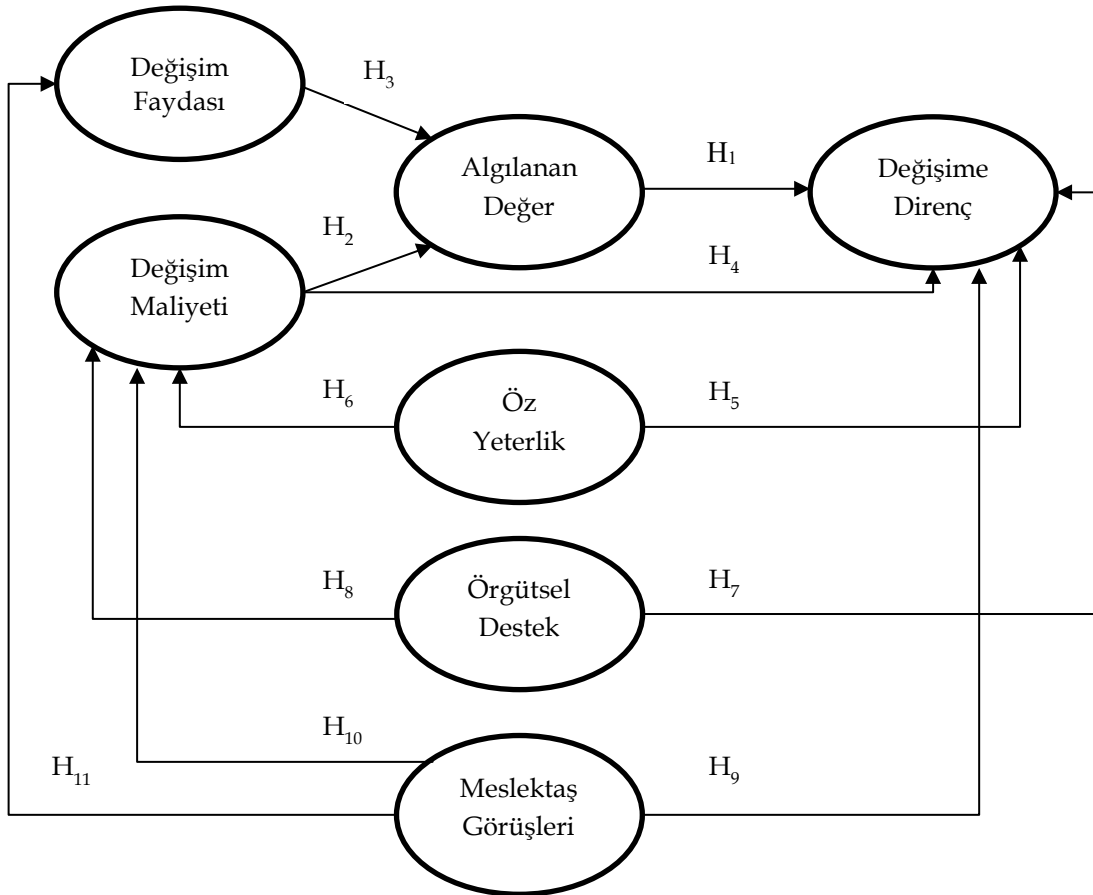 Değişim
Faydası
H₃
Algılanan
Değer
H₁
Değişime
Direnç
Değişim
Maliyeti
H₂
H₄
H₆
Öz
Yeterlik
H₅
H₈
Örgütsel
Destek
H₇
H₁₀
H₁₁
Meslektaş
Görüşleri
H₉